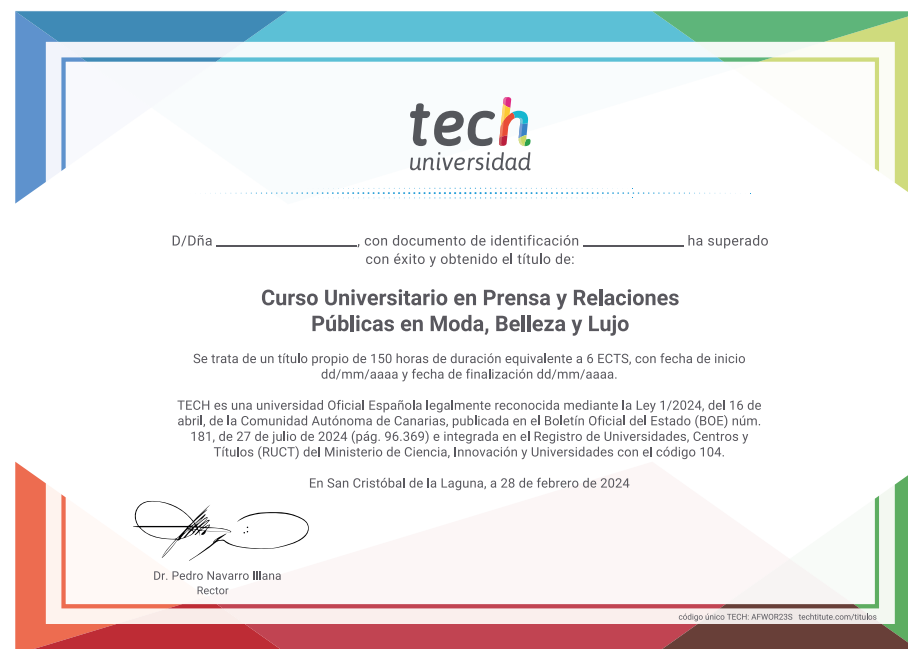 tech
universidad
D/Dña ____________________, con documento de identificación ______________ ha superado
con éxito y obtenido el título de:
Curso Universitario en Prensa y Relaciones
Públicas en Moda, Belleza y Lujo
Se trata de un título propio de 150 horas de duración equivalente a 6 ECTS, con fecha de inicio
dd/mm/aaaa y fecha de finalización dd/mm/aaaa.
TECH es una universidad Oficial Española legalmente reconocida mediante la Ley 1/2024, del 16 de
abril, de la Comunidad Autónoma de Canarias, publicada en el Boletín Oficial del Estado (BOE) núm.
181, de 27 de julio de 2024 (pág. 96.369) e integrada en el Registro de Universidades, Centros y
Títulos (RUCT) del Ministerio de Ciencia, Innovación y Universidades con el código 104.
En San Cristóbal de la Laguna, a 28 de febrero de 2024
Dr. Pedro Navarro Illana
Rector
código único TECH: AFWOR23S techtitute.com/titulos